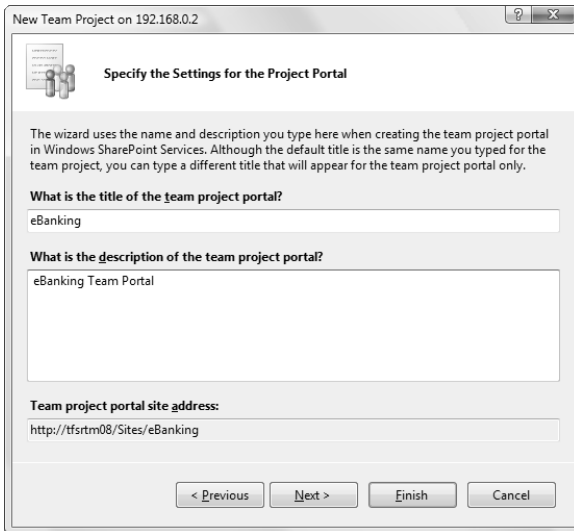 New Team Project on 192.168.0.2
Specify the Settings for the Project Portal
The wizard uses the name and description you type here when creating the team project portal
in Windows SharePoint Services. Although the default title is the same name you typed for the
team project, you can type a different title that will appear for the team project portal only.
What is the title of the team project portal?
eBanking
What is the description of the team project portal?
eBanking Team Portal
Team project portal site address:
http://tfsrtm08/Sites/eBanking
< Previous Next > Finish Cancel